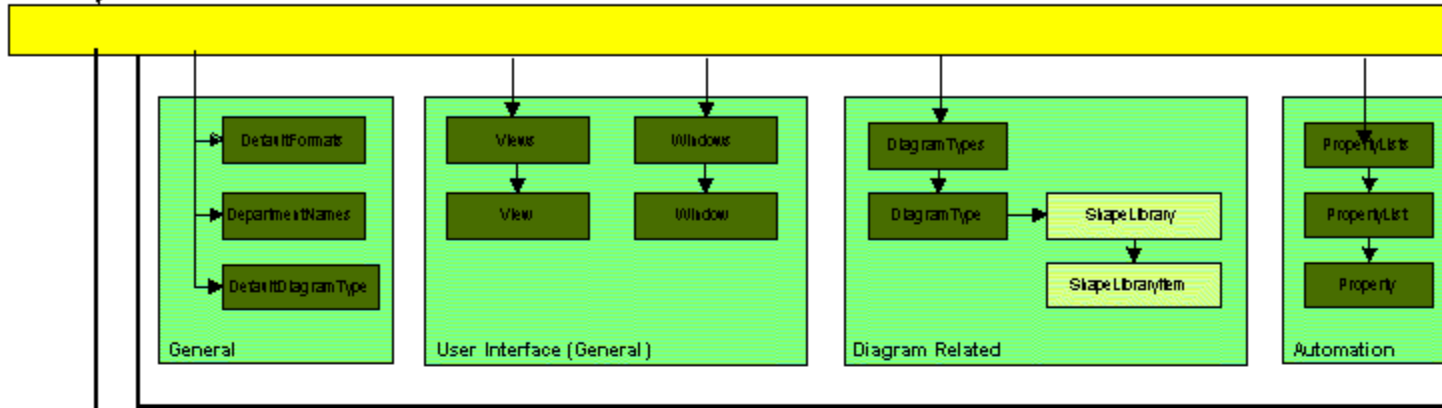 DefaultFormats
DepartmentNames
DefaultDiagramType
General
Views
Windows
View
Window
User Interface (General)
DiagramTypes
DiagramType
ShapeLibrary
ShapeLibraryItem
Diagram Related
PropertyLists
PropertyList
Property
Automation